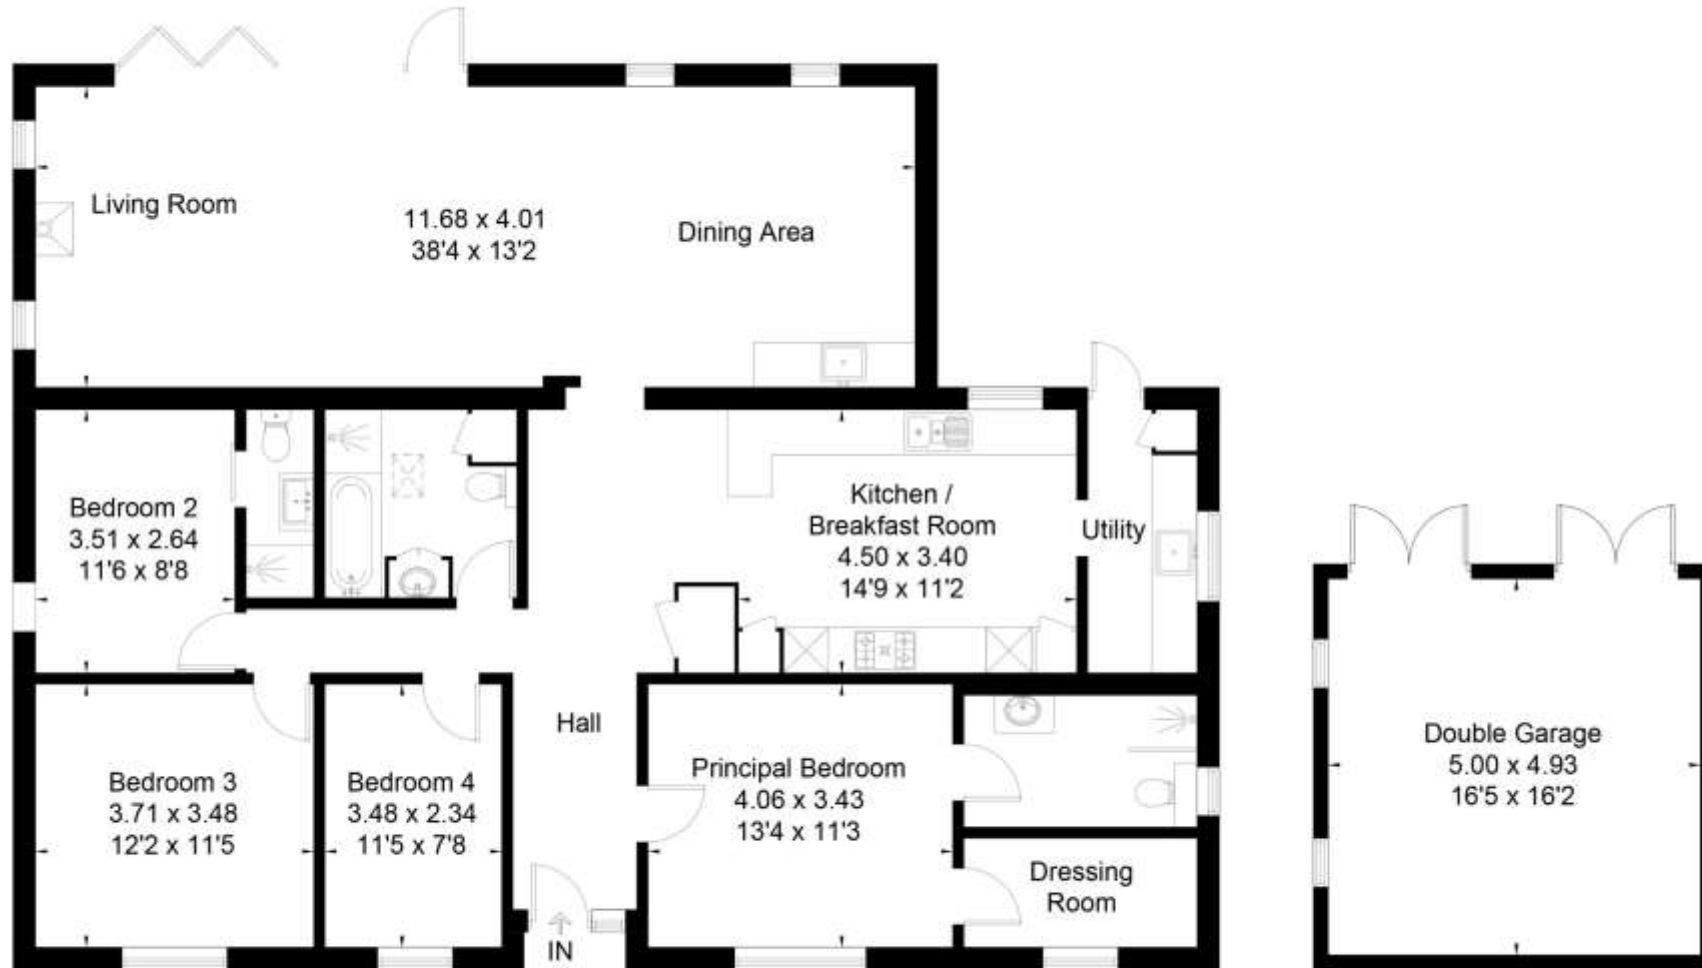 Living Room
11.68 x 4.01
38'4 x 13'2
Dining Area
Bedroom 2
3.51 x 2.64
11'6 x 8'8
Kitchen /
Breakfast Room
4.50 x 3.40
14'9 x 11'2
Utility
Hall
Bedroom 3
3.71 x 3.48
12'2 x 11'5
Bedroom 4
3.48 x 2.34
11'5 x 7'8
Principal Bedroom
4.06 x 3.43
13'4 x 11'3
Dressing
Room
IN
Double Garage
5.00 x 4.93
16'5 x 16'2